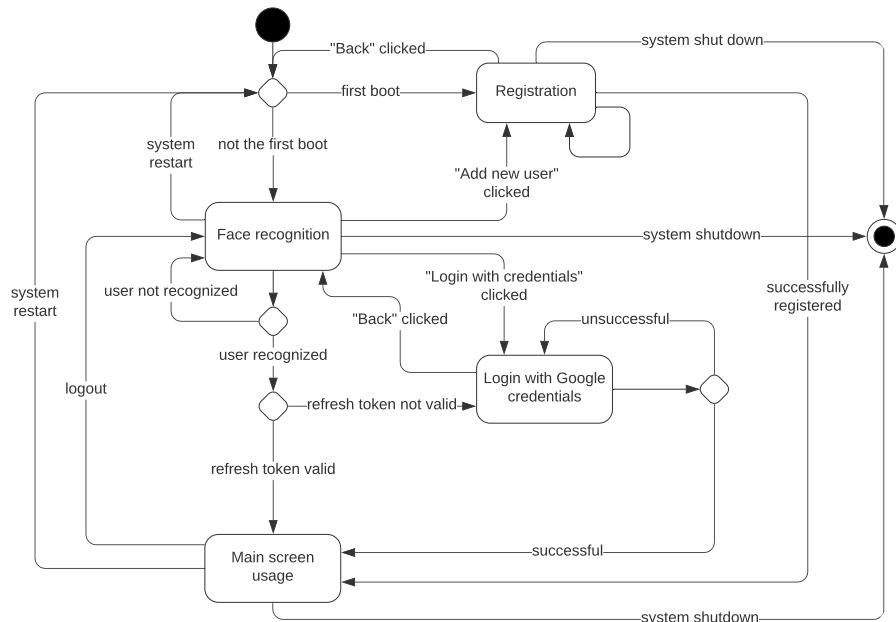 system shut down
"Back" clicked
first boot
Registration
system
restart
not the first boot
"Add new user"
clicked
Face recognition
system shutdown
"Login with credentials"
clicked
user not recognized
system
restart
"Back" clicked
successfully
registered
unsuccessful
user recognized
Login with Google
credentials
logout
refresh token not valid
refresh token valid
successful
Main screen
usage
system shutdown